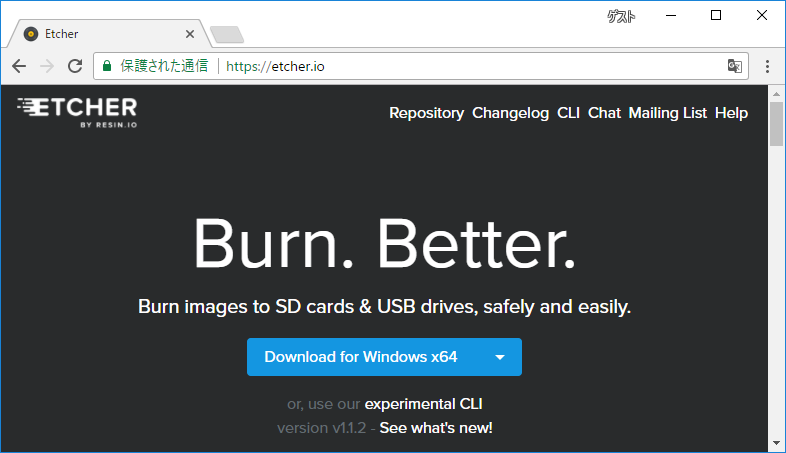 ゲスト
Etcher
保護された通信 https://etcher.io
ETCHER
BY RESIN.IO
Repository Changelog CLI Chat Mailing List Help
Burn. Better.
Burn images to SD cards & USB drives, safely and easily.
Download for Windows x64
or, use our experimental CLI
version v1.1.2 - See what's new!